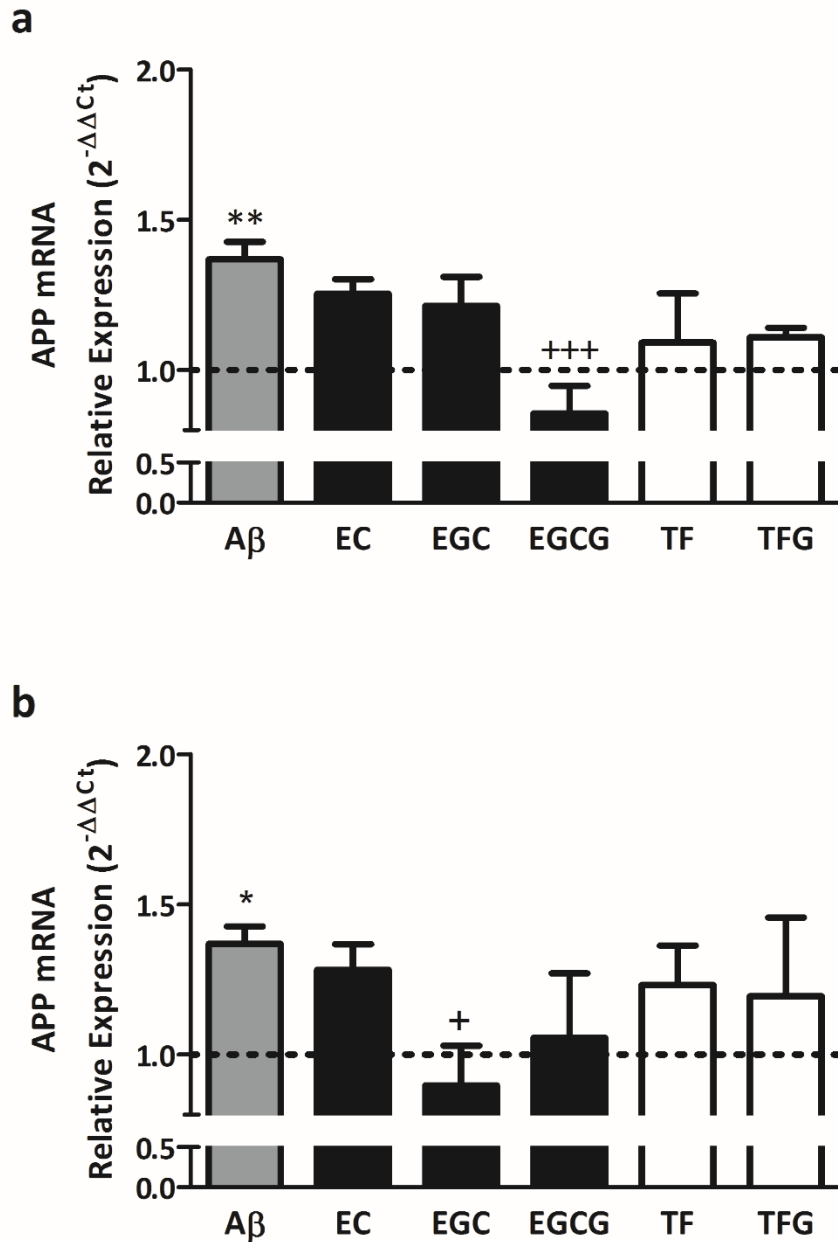 a
APP mRNA
Relative Expression (2^-ΔΔCt)
2.0
1.5
1.0
0.5
0.0
**
+++
Aβ EC EGC EGCG TF TFG
b
APP mRNA
Relative Expression (2^-ΔΔCt)
2.0
1.5
1.0
0.5
0.0
*
+
Aβ EC EGC EGCG TF TFG